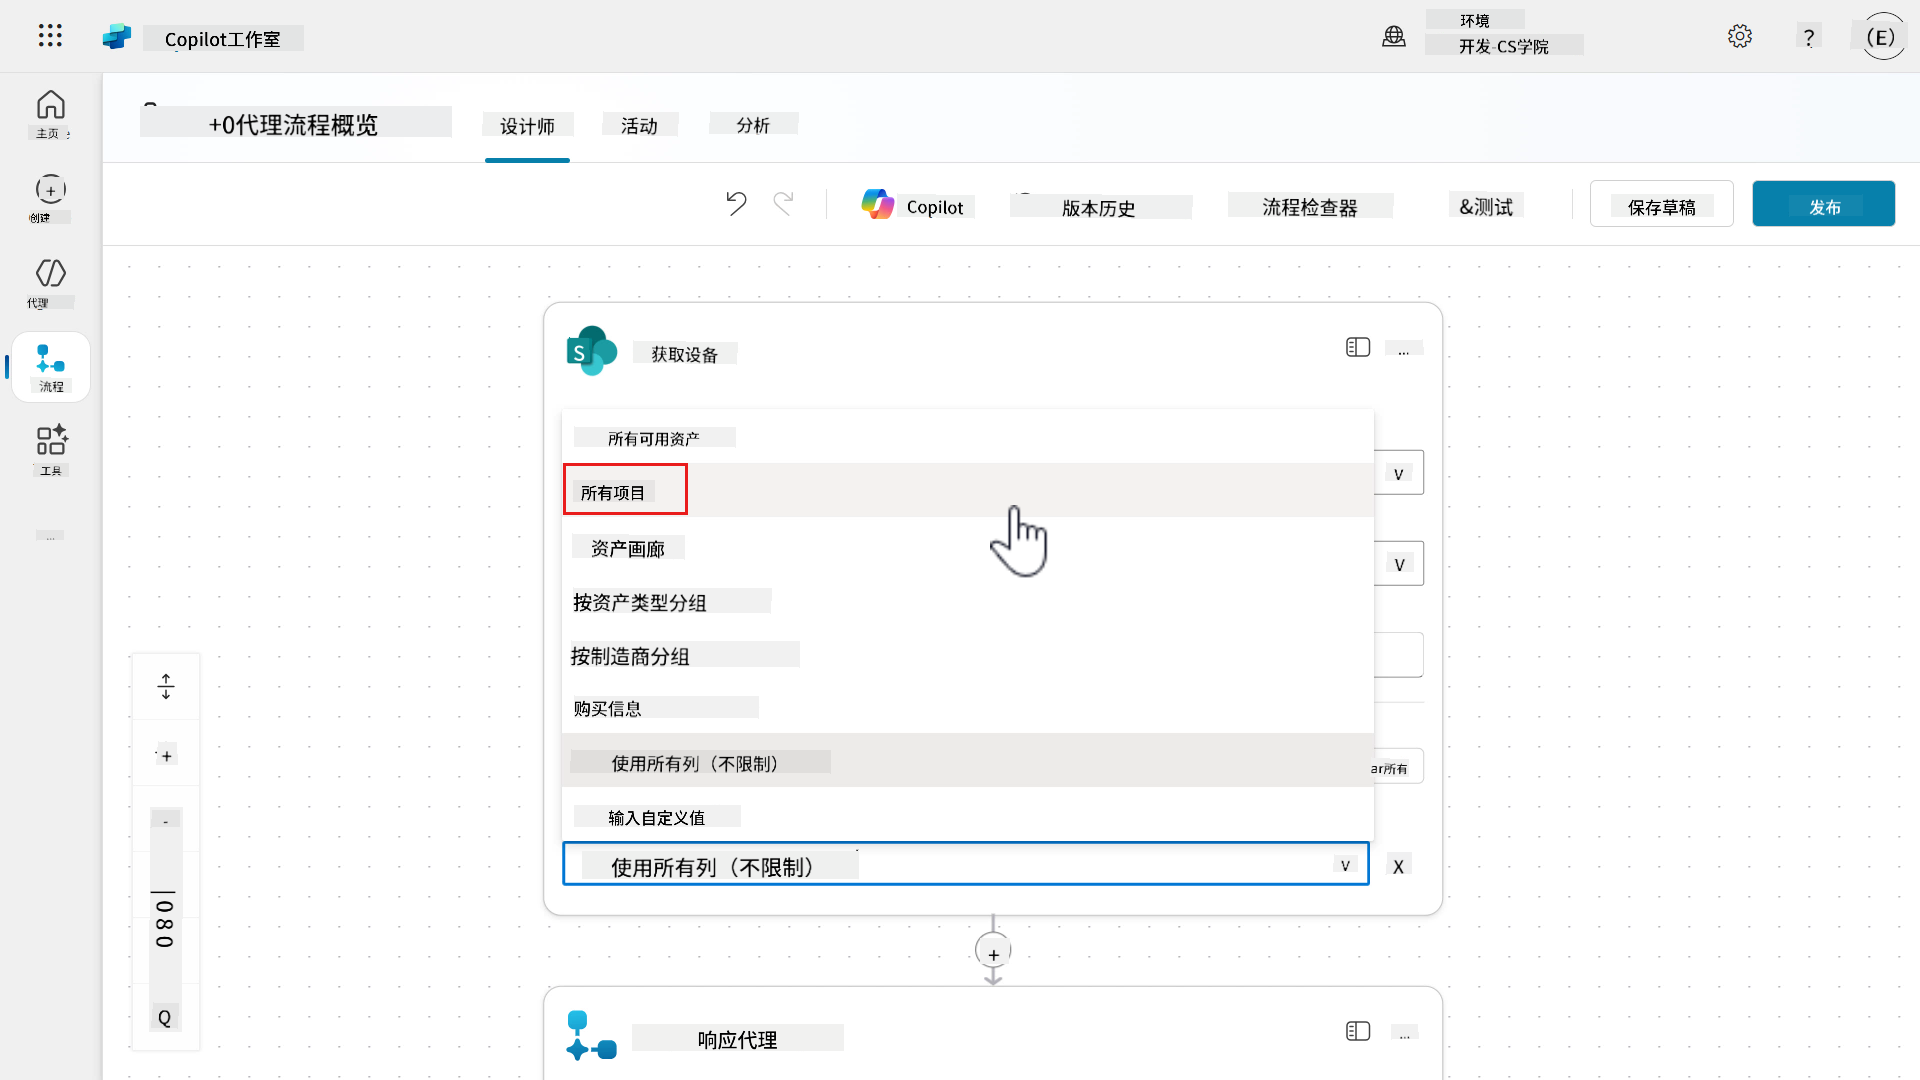 Copilot工作室
环境
开发-CS学院
?
(E)
主页
创建
代理
流程
工具
...
+0代理流程概览
设计师
活动
分析
Copilot
版本历史
流程检查器
&测试
保存草稿
发布
获取设备
...
所有可用资产
所有项目
资产画廊
按资产类型分组
按制造商分组
购买信息
使用所有列（不限制）
ar所有
输入自定义值
使用所有列（不限制）
v
X
V
V
+
-
|080
Q
+
响应代理
...